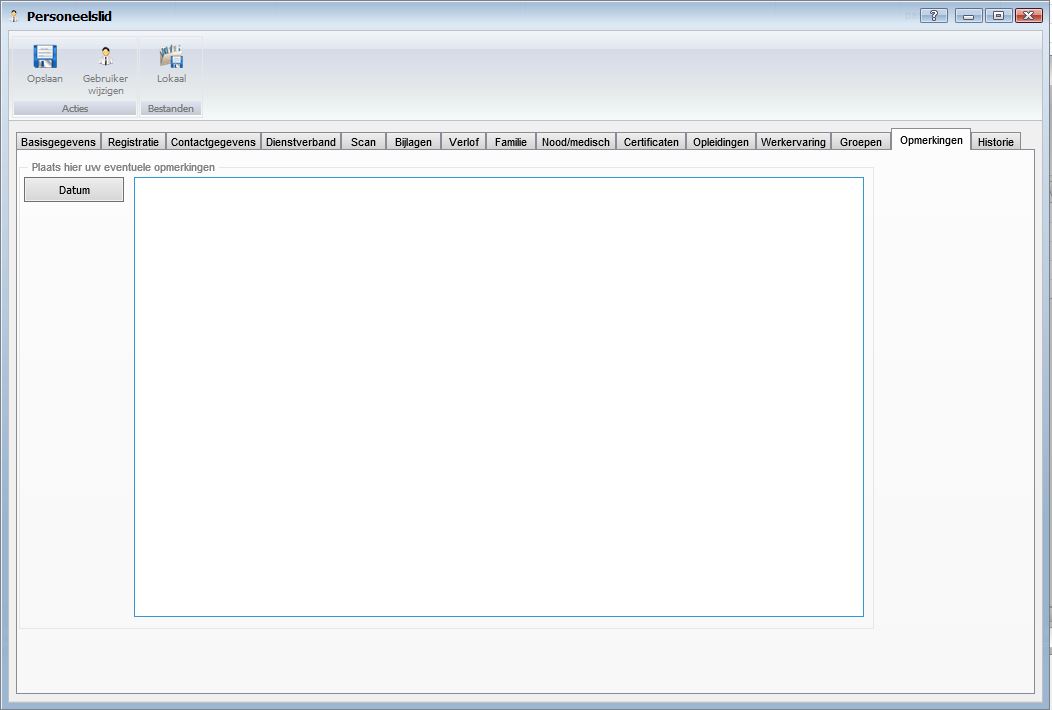 Personeelslid
?
Opslaan
Gebruiker
wijzigen
Lokaal
Acties
Bestanden
Basisgegevens Registratie Contactgegevens Dienstverband Scan Bijlagen Verlof Familie Nood/medisch Certificaten Opleidingen Werkervaring Groepen Opmerkingen Historie
Plaats hier uw eventuele opmerkingen
Datum